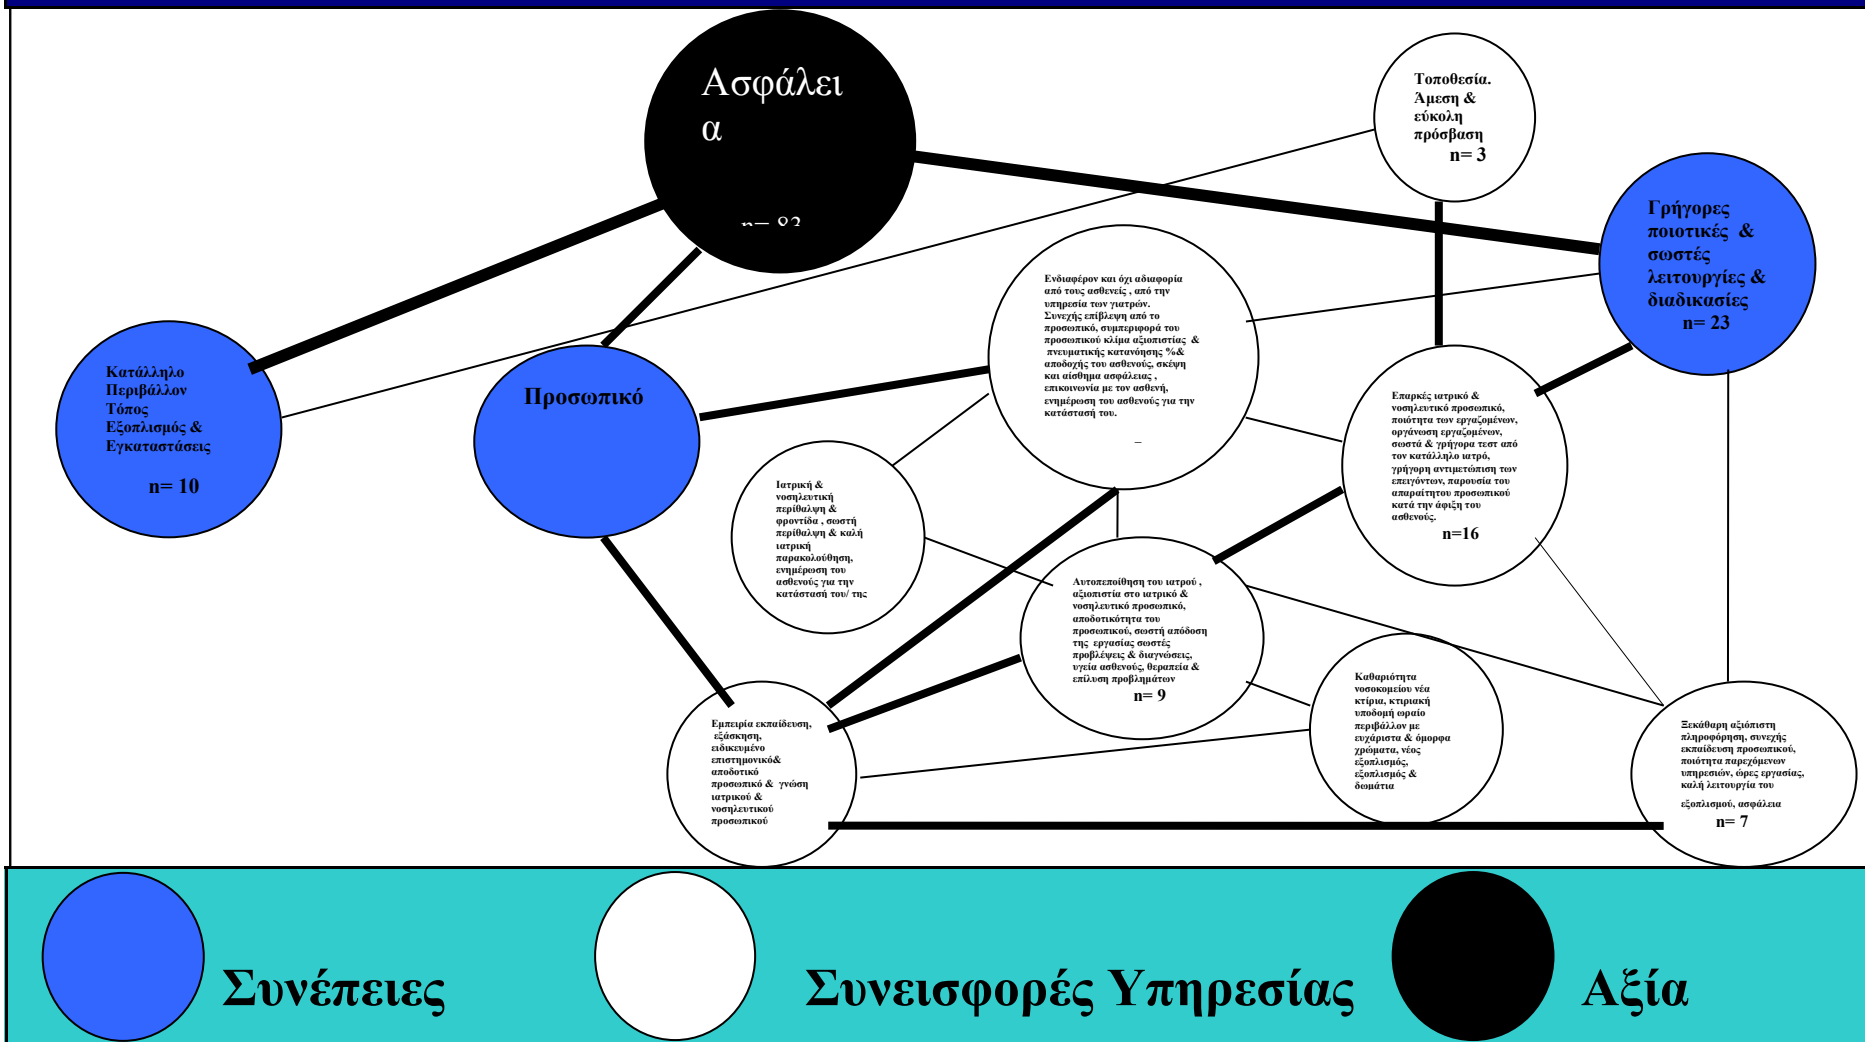 Ασφάλει
α
Τοποθεσία.
Άμεση &
εύκολη
πρόσβαση
n= 3
Γρήγορες
ποιοτικές &
σωστές
λειτουργίες &
διαδικασίες
n= 23
Ενδιαφέρον και όχι αδιαφορία
από τους ασθενείς , από την
υπηρεσία των γιατρών.
Συνεχής επίβλεψη από το
προσωπικό, συμπεριφορά του
προσωπικού κλίμα αξιοπιστίας &
πνευματικής κατανόησης %&
αποδοχής του ασθενούς, σκέψη
και αίσθημα ασφάλειας ,
επικοινωνία με τον ασθενή,
ενημέρωση του ασθενούς για την
κατάστασή του.
Κατάλληλο
Περιβάλλον
Τόπος
Εξοπλισμός &
Εγκαταστάσεις
n= 10
Προσωπικό
Επαρκές ιατρικό &
νοσηλευτικό προσωπικό,
ποιότητα των εργαζομένων,
οργάνωση εργαζομένων,
σωστά & γρήγορα τεστ από
τον κατάλληλο ιατρό,
γρήγορη αντιμετώπιση των
επειγόντων, παρουσία του
απαραίτητου προσωπικού
κατά την άφιξη του
ασθενούς.
n=16
Ιατρική &
νοσηλευτική
περίθαλψη &
φροντίδα , σωστή
περίθαλψη & καλή
ιατρική
παρακολούθηση,
ενημέρωση του
ασθενούς για την
κατάστασή του/ της
Αυτοπεποίθηση του ιατρού ,
αξιοπιστία στο ιατρικό &
νοσηλευτικό προσωπικό,
αποδοτικότητα του
προσωπικού, σωστή απόδοση
της εργασίας σωστές
προβλέψεις & διαγνώσεις,
υγεία ασθενούς, θεραπεία &
επίλυση προβλημάτων
n= 9
Καθαριότητα
νοσοκομείου νέα
κτίρια, κτιριακή
υποδομή ωραίο
περιβάλλον με
ευχάριστα & όμορφα
χρώματα, νέος
εξοπλισμός,
εξοπλισμός &
δωμάτια
Εμπειρία εκπαίδευση,
εξάσκηση,
ειδικευμένο
επιστημονικό&
αποδοτικό
προσωπικό & γνώση
ιατρικού &
νοσηλευτικού
προσωπικού
Ξεκάθαρη αξιόπιστη
πληροφόρηση, συνεχής
εκπαίδευση προσωπικού,
ποιότητα παρεχόμενων
υπηρεσιών, ώρες εργασίας,
καλή λειτουργία του
εξοπλισμού, ασφάλεια
n= 7
Συνέπειες
Συνεισφορές Υπηρεσίας
Αξία